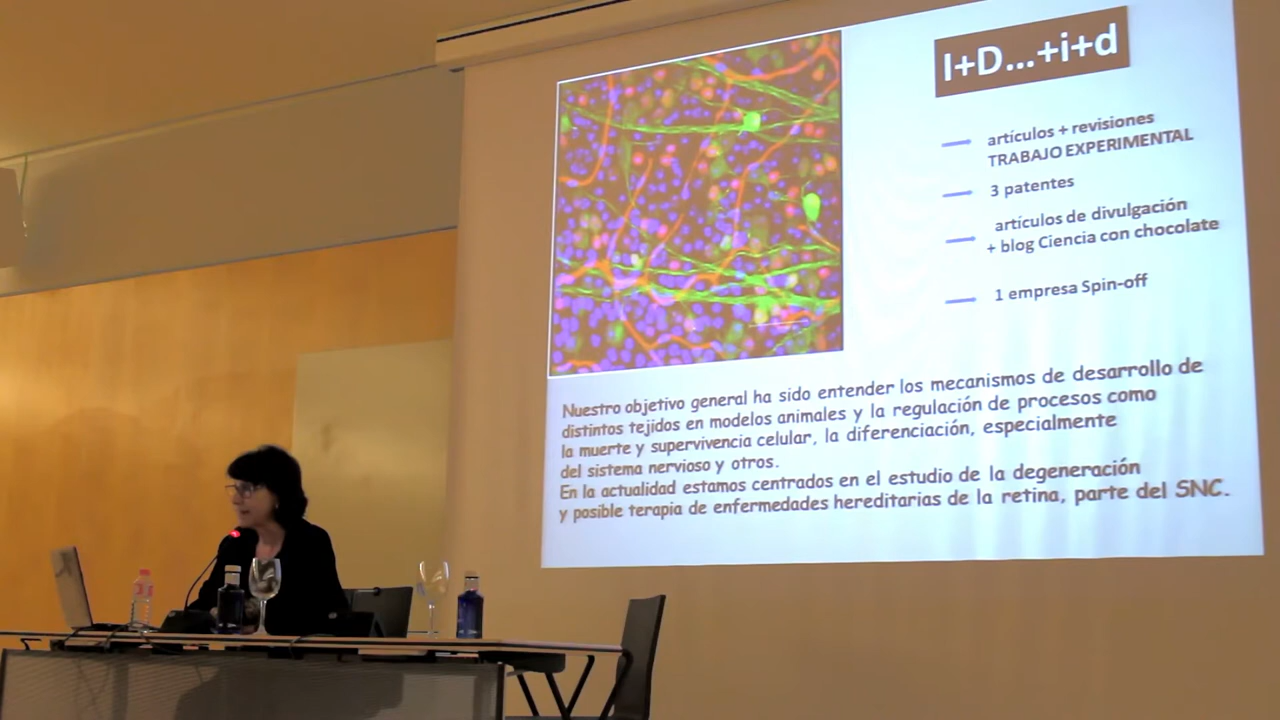 I+D...+i+d
artículos + revisiones
TRABAJO EXPERIMENTAL
3 patentes
artículos de divulgación
+ blog Ciencia con chocolate
1 empresa Spin-off
Nuestro objetivo general ha sido entender los mecanismos de desarrollo de
distintos tejidos en modelos animales y la regulación de procesos como
la muerte y supervivencia celular, la diferenciación, especialmente
del sistema nervioso y otros.
En la actualidad estamos centrados en el estudio de la degeneración
y posible terapia de enfermedades hereditarias de la retina, parte del SNC.